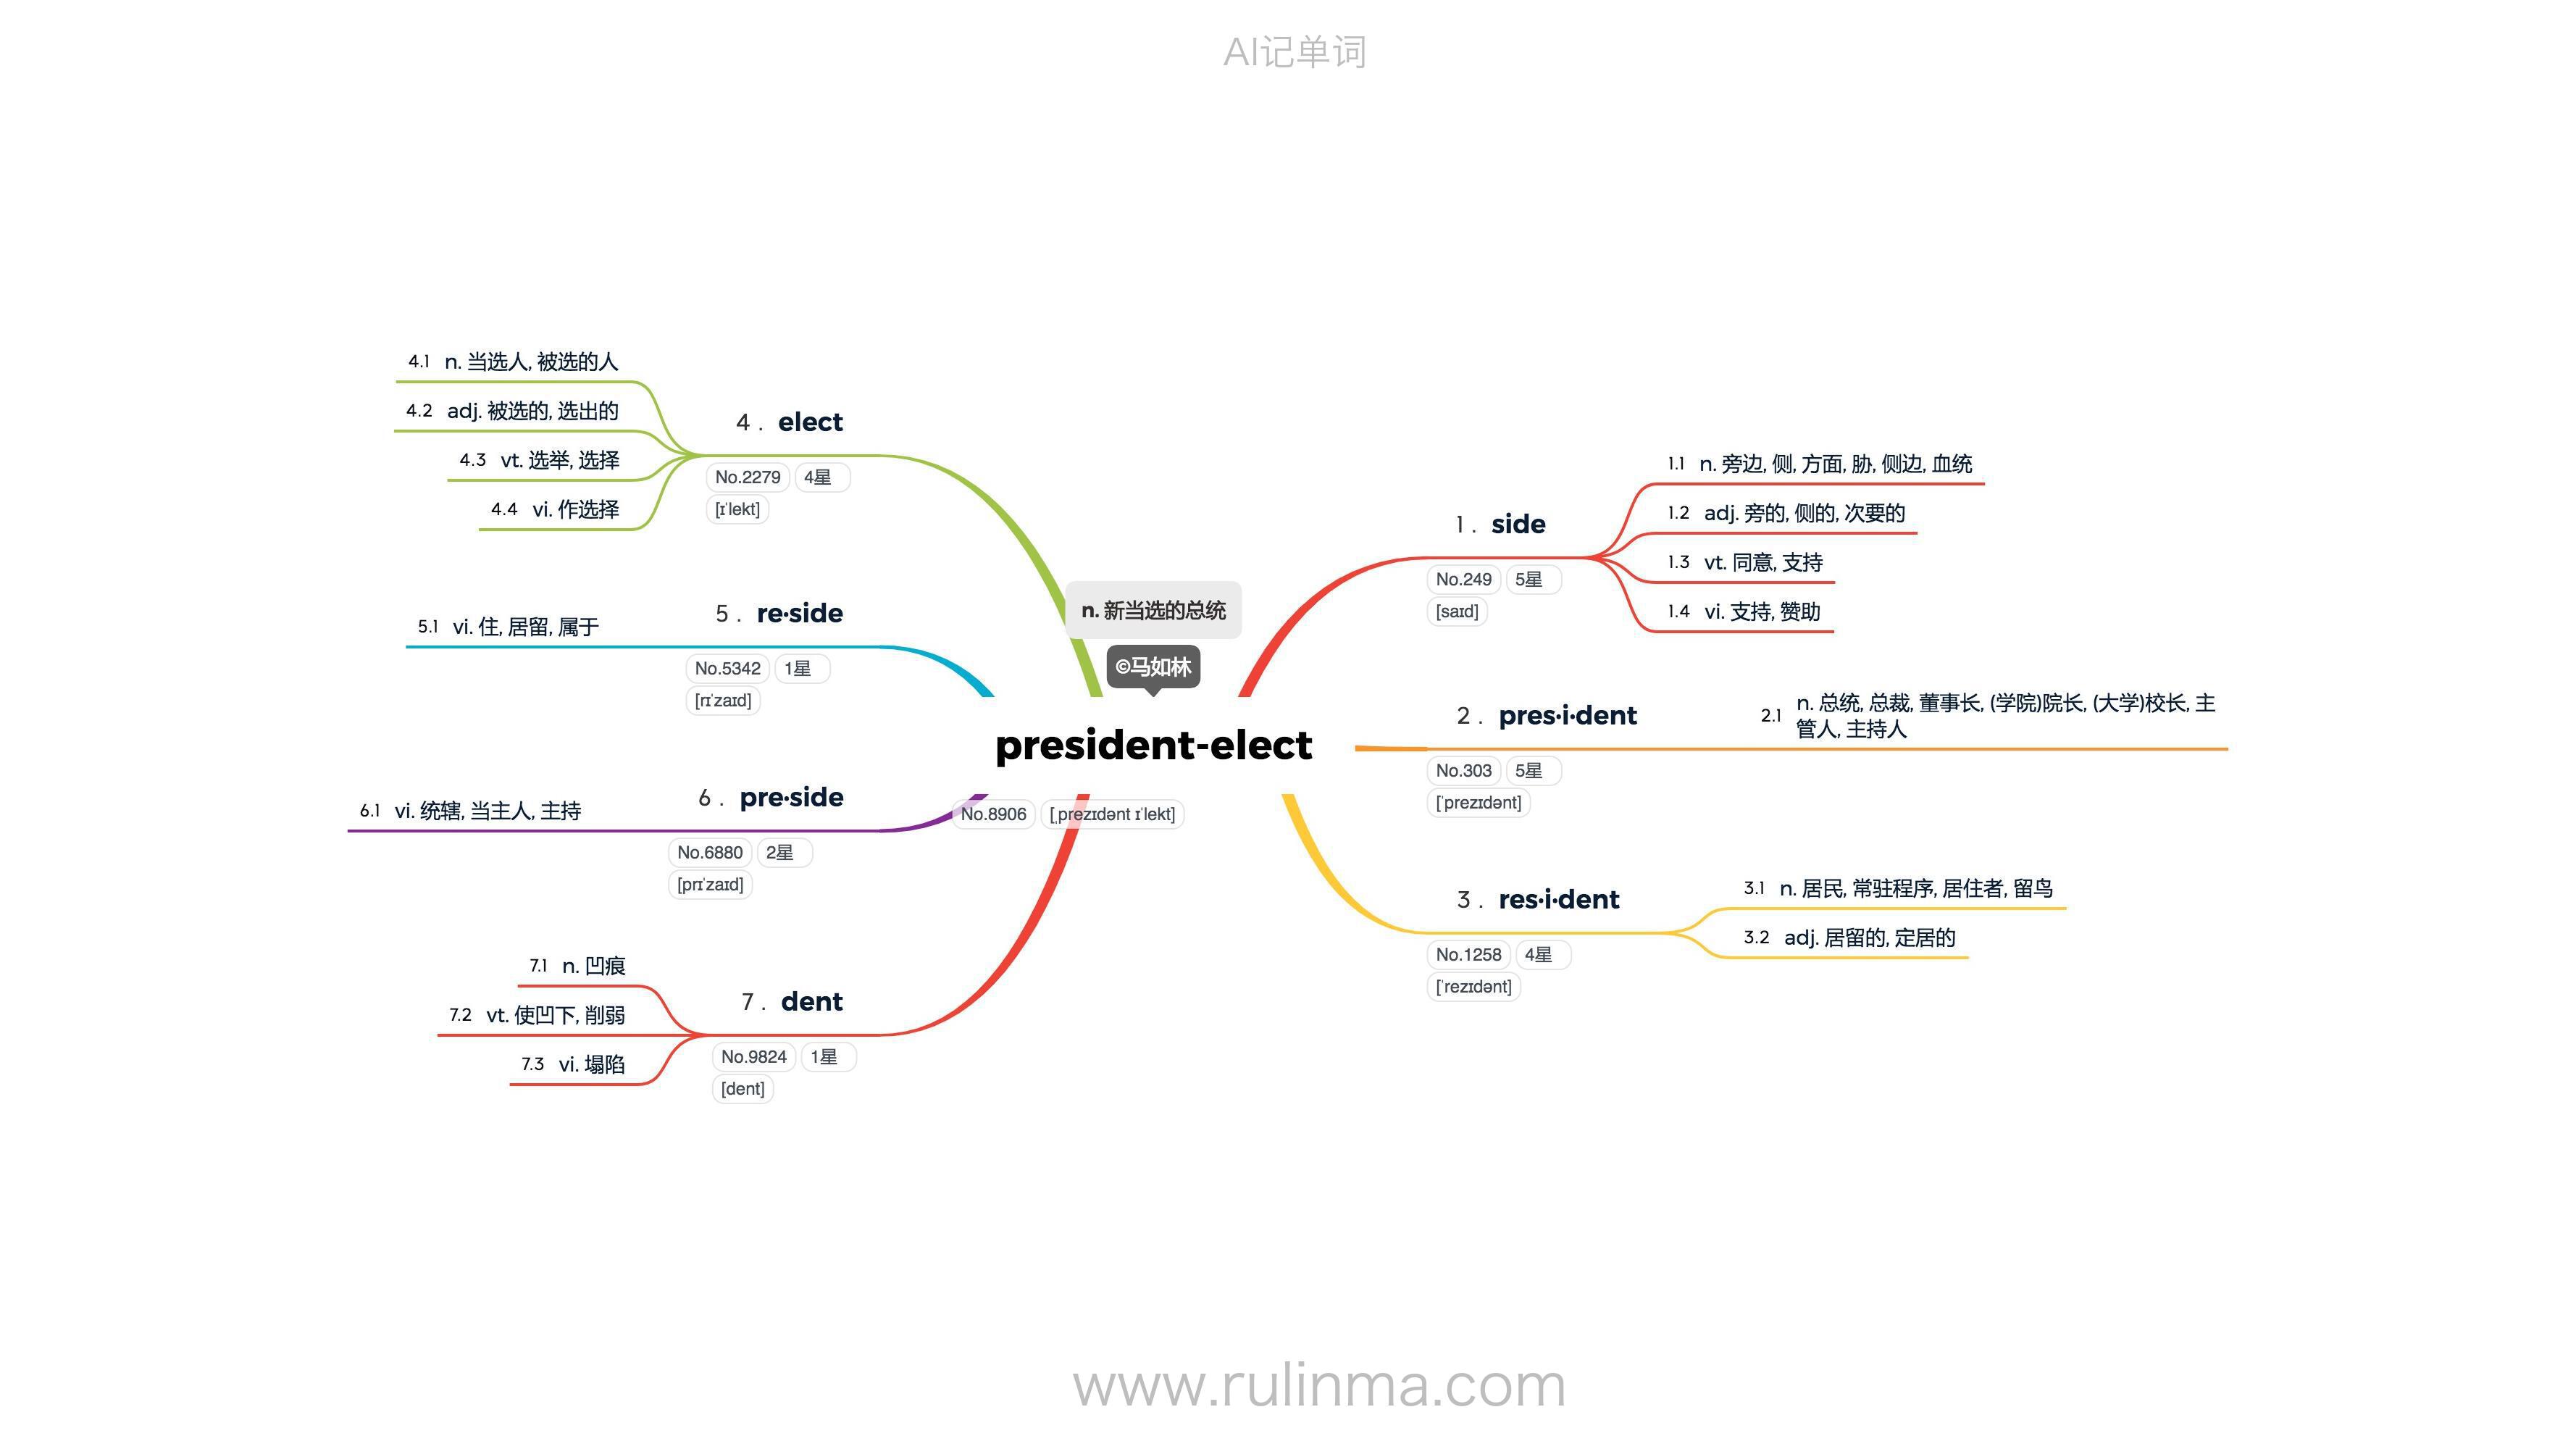 AI记单词
n. 新当选的总统
©马如林
president-elect
No.8906 [ˌprezɪdənt ɪˈlekt]
1. side
No.249 5星
[saɪd]
1.1 n. 旁边, 侧, 方面, 胁, 侧边, 血统
1.2 adj. 旁的, 侧的, 次要的
1.3 vt. 同意, 支持
1.4 vi. 支持, 赞助
2. pres·i·dent
No.303 5星
[ˈprezɪdənt]
2.1 n. 总统, 总裁, 董事长, (学院)院长, (大学)校长, 主
管人, 主持人
3. res·i·dent
No.1258 4星
[ˈrezɪdənt]
3.1 n. 居民, 常驻程序, 居住者, 留鸟
3.2 adj. 居留的, 定居的
4. elect
No.2279 4星
[ɪˈlekt]
4.1 n. 当选人, 被选的人
4.2 adj. 被选的, 选出的
4.3 vt. 选举, 选择
4.4 vi. 作选择
5. re·side
No.5342 1星
[rɪˈzaɪd]
5.1 vi. 住, 居留, 属于
6. pre·side
No.6880 2星
[prɪˈzaɪd]
6.1 vi. 统辖, 当主人, 主持
7. dent
No.9824 1星
[dent]
7.1 n. 凹痕
7.2 vt. 使凹下, 削弱
7.3 vi. 塌陷
www.rulinma.com